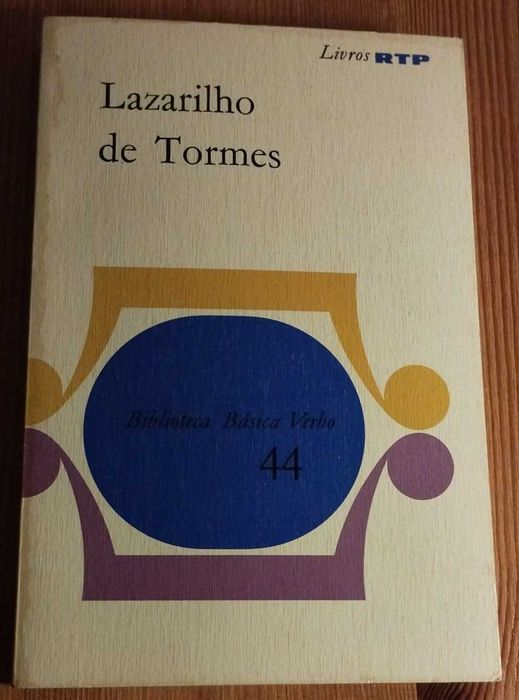 Livros RTP
Lazarilho
de Tormes
Biblioteca Básica Verbo
44